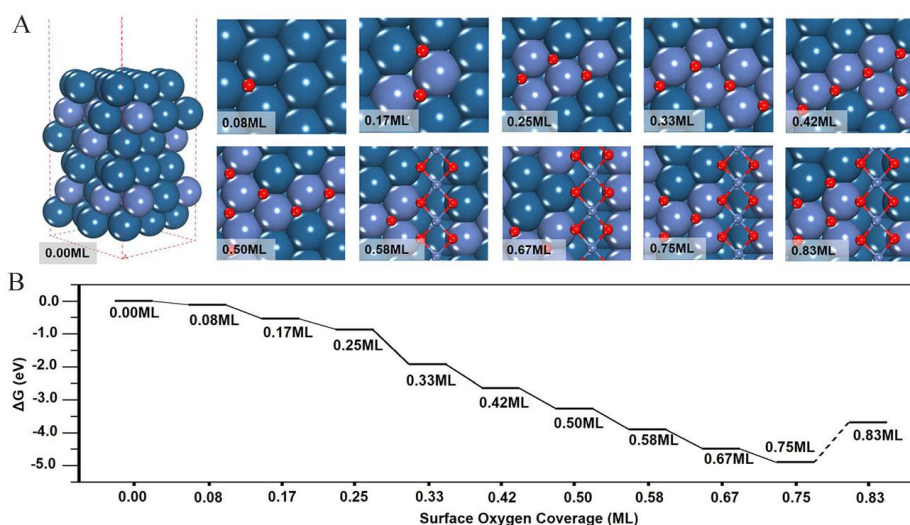 A
0.00ML
0.08ML
0.17ML
0.25ML
0.33ML
0.42ML
0.50ML
0.58ML
0.67ML
0.75ML
0.83ML
B
ΔG (eV)
0.0
-1.0
-2.0
-3.0
-4.0
-5.0
0.00ML
0.08ML
0.17ML
0.25ML
0.33ML
0.42ML
0.50ML
0.58ML
0.67ML
0.75ML
0.83ML
0.00 0.08 0.17 0.25 0.33 0.42 0.50 0.58 0.67 0.75 0.83
Surface Oxygen Coverage (ML)